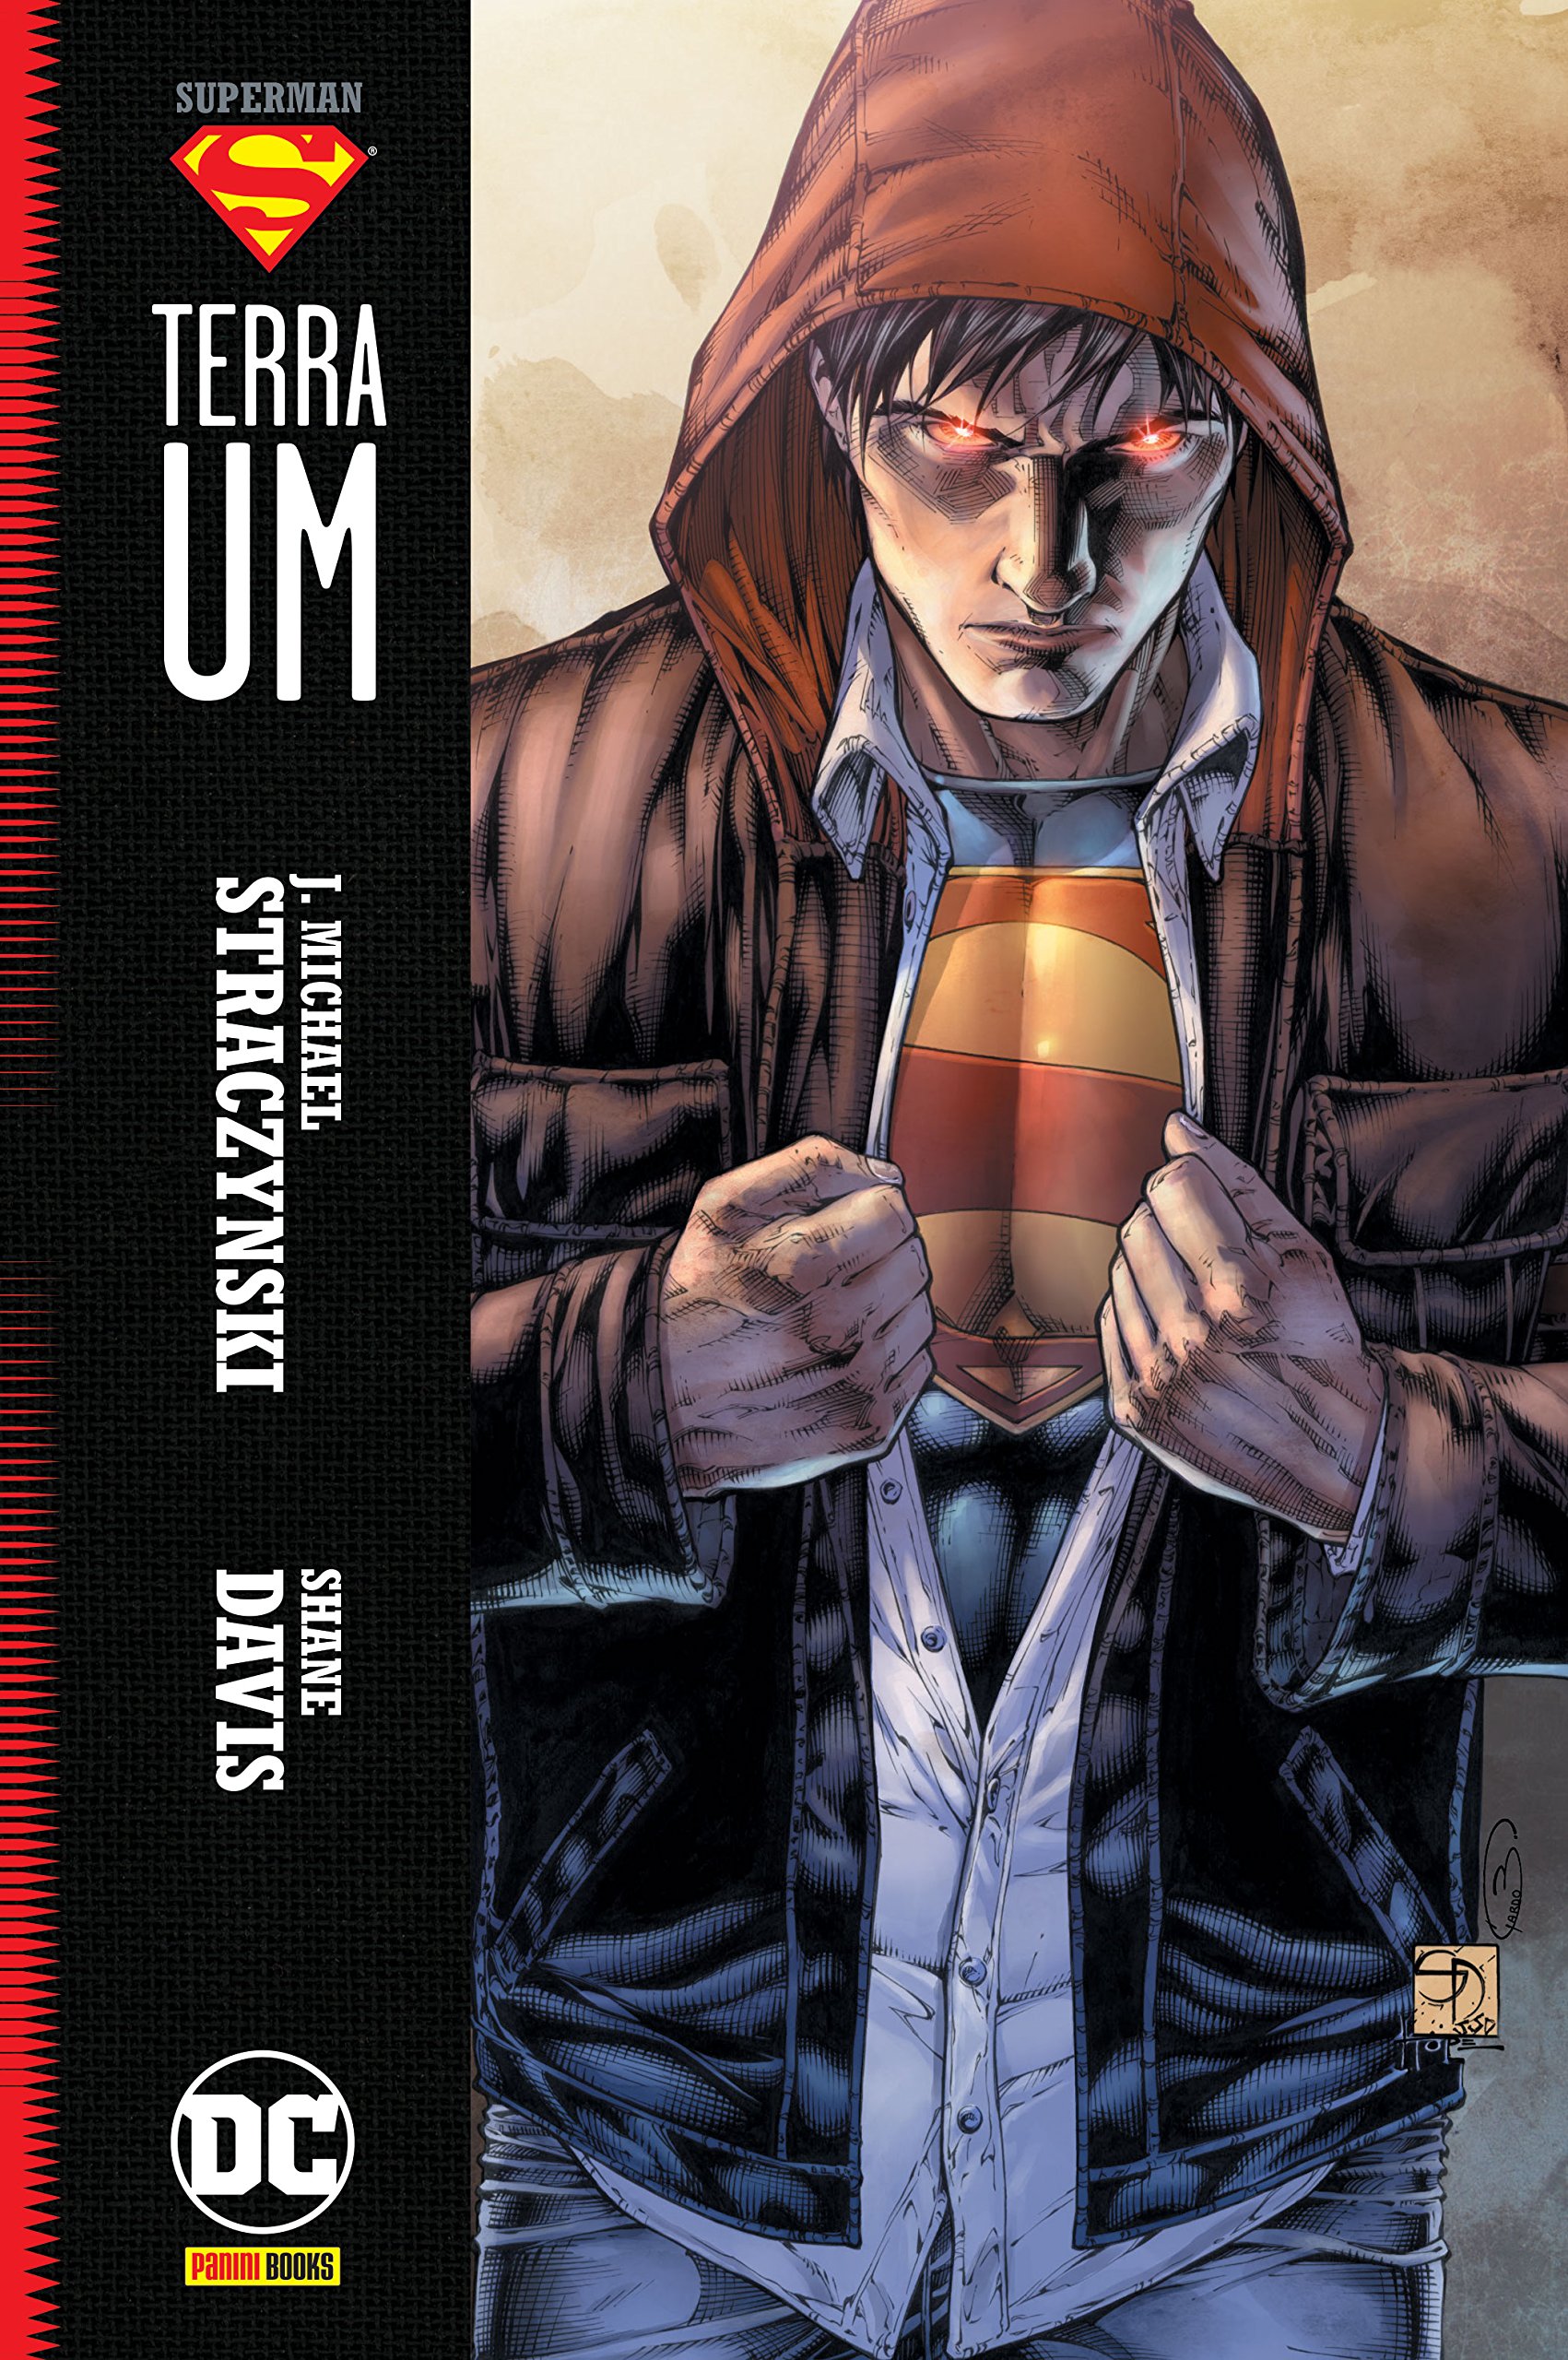 SUPERMAN
S®
TERRA
UM
J. MICHAEL
STRACZYNSKI
SHANE
DAVIS
DC
PANINI BOOKS